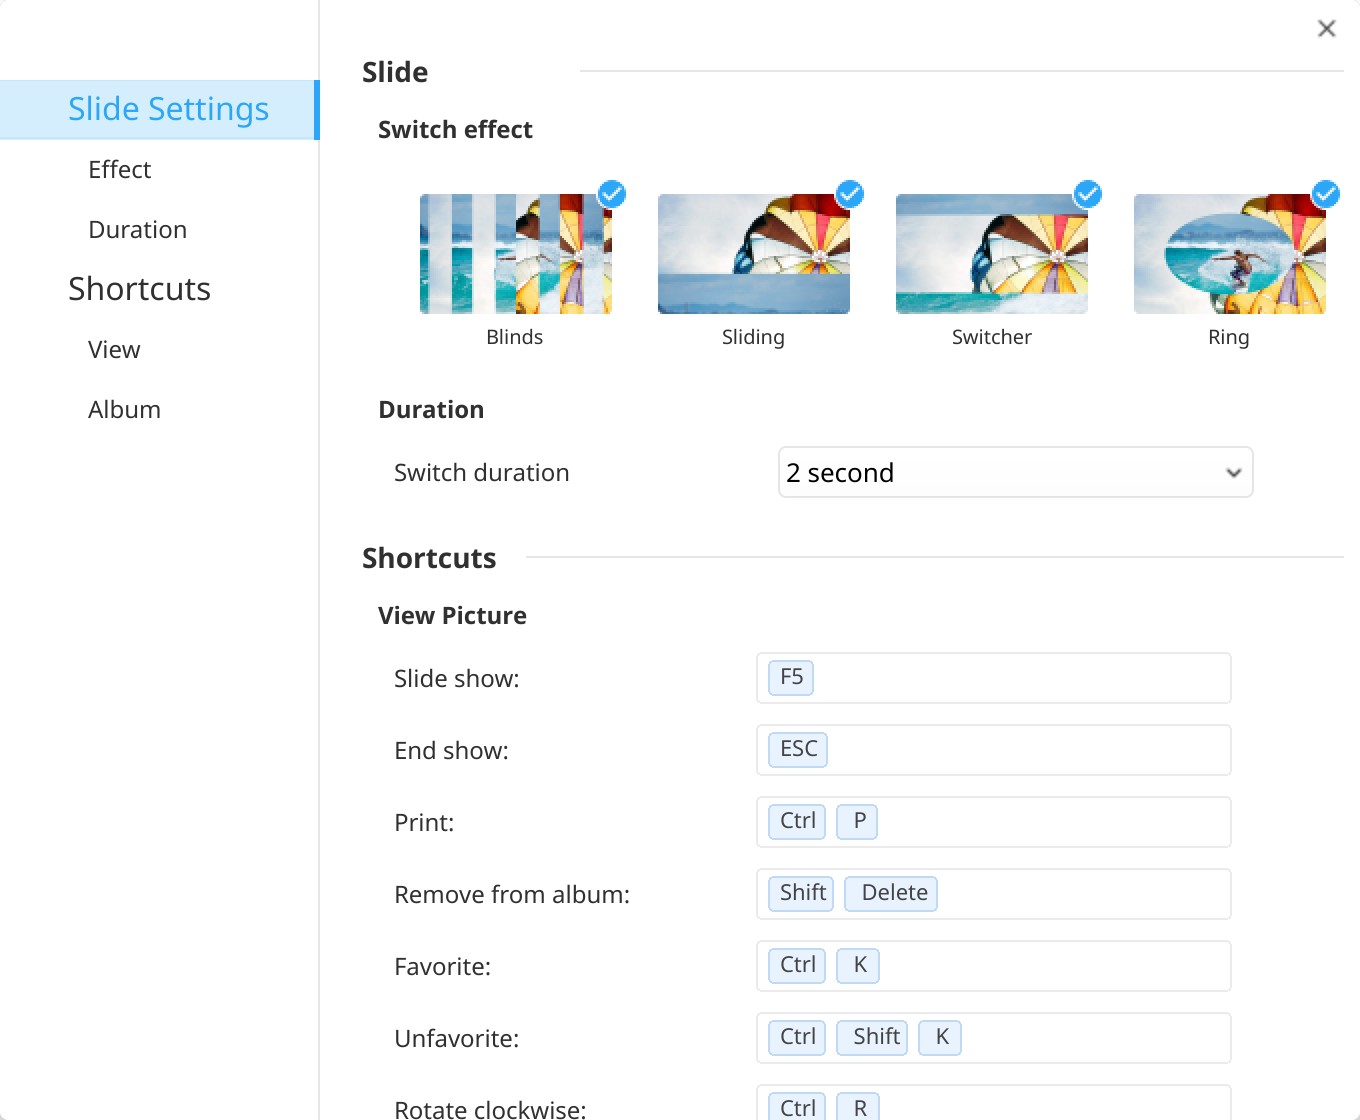 Slide Settings
Effect
Duration
Shortcuts
View
Album
Slide
Switch effect
Blinds Sliding Switcher Ring
Duration
Switch duration 2 second
Shortcuts
View Picture
Slide show: F5
End show: ESC
Print: Ctrl P
Remove from album: Shift Delete
Favorite: Ctrl K
Unfavorite: Ctrl Shift K
Rotate clockwise: Ctrl R